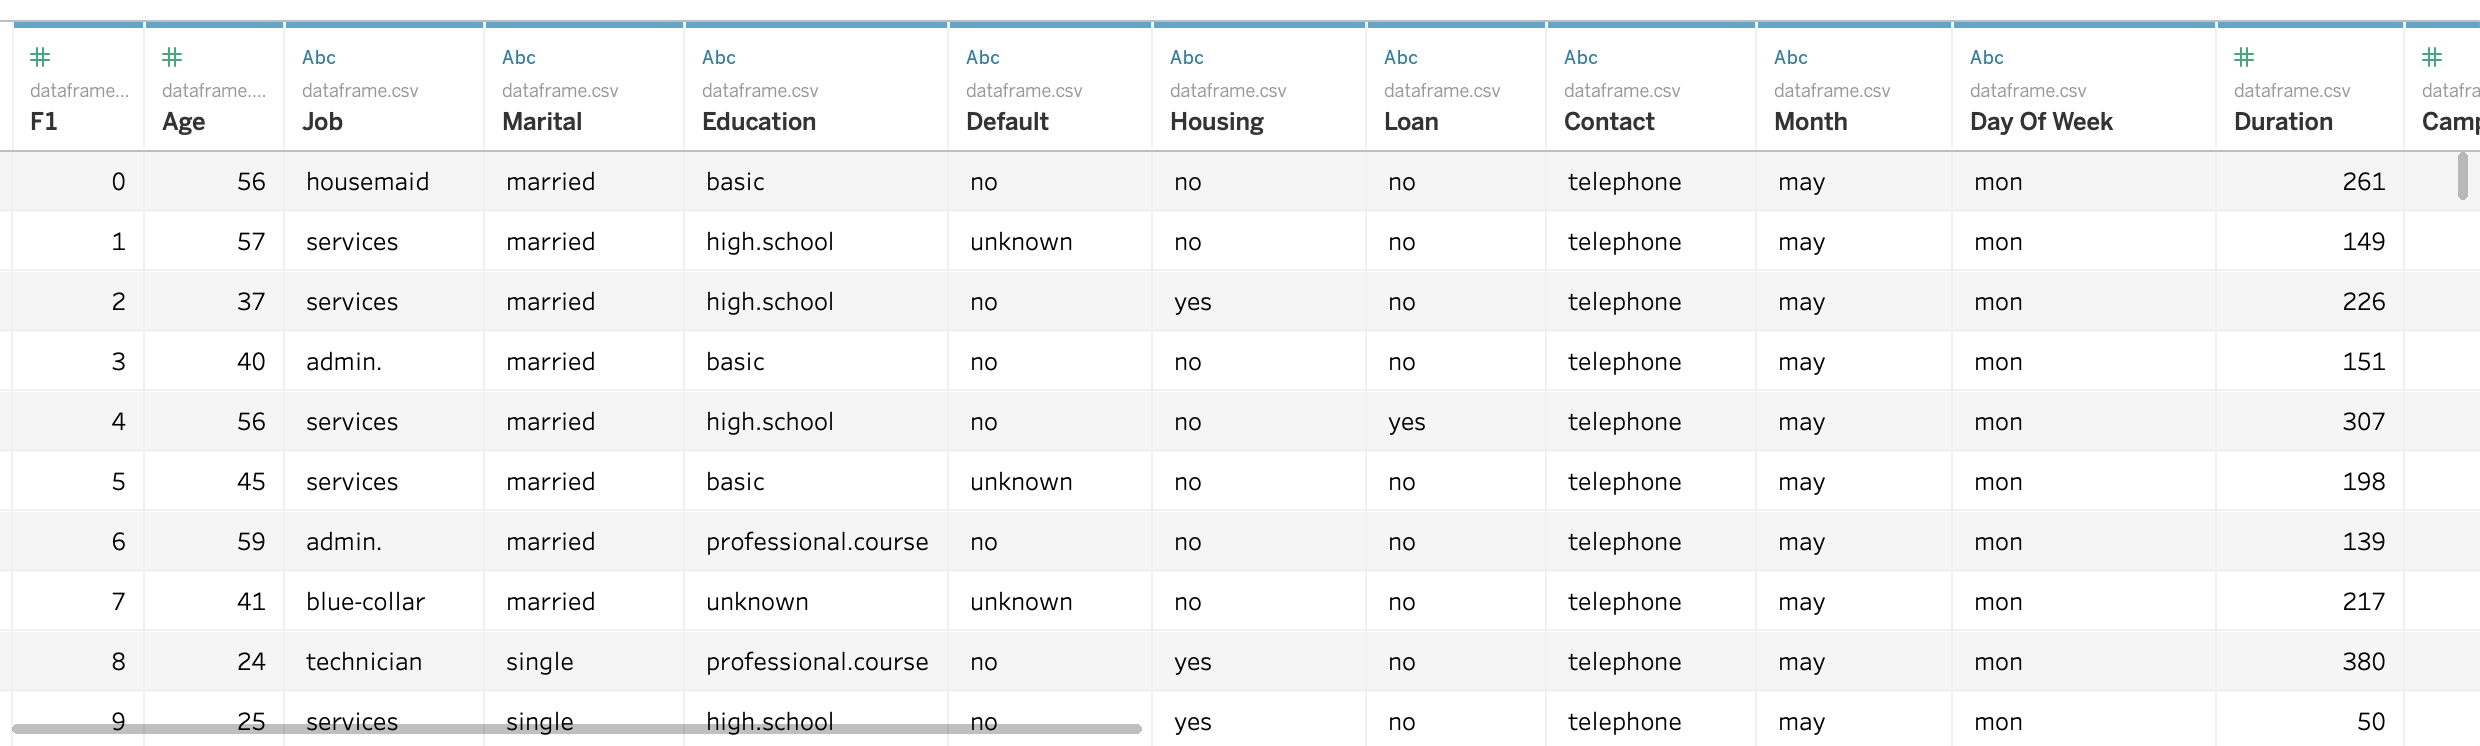 # # Abc Abc Abc Abc Abc Abc Abc Abc Abc # #
dataframe... dataframe.... dataframe.csv dataframe.csv dataframe.csv dataframe.csv dataframe.csv dataframe.csv dataframe.csv dataframe.csv dataframe.csv dataframe.csv datafra
F1 Age Job Marital Education Default Housing Loan Contact Month Day Of Week Duration Camp
0 56 housemaid married basic no no no telephone may mon 261
1 57 services married high.school unknown no no telephone may mon 149
2 37 services married high.school no yes no telephone may mon 226
3 40 admin. married basic no no no telephone may mon 151
4 56 services married high.school no no yes telephone may mon 307
5 45 services married basic unknown no no telephone may mon 198
6 59 admin. married professional.course no no no telephone may mon 139
7 41 blue-collar married unknown unknown no no telephone may mon 217
8 24 technician single professional.course no yes no telephone may mon 380
9 25 services single high.school no yes no telephone may mon 50